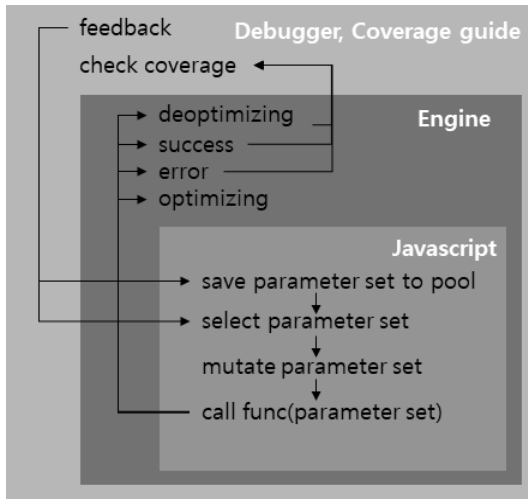 feedback
Debugger, Coverage guide
check coverage
Engine
deoptimizing
success
error
optimizing
Javascript
save parameter set to pool
select parameter set
mutate parameter set
call func(parameter set)